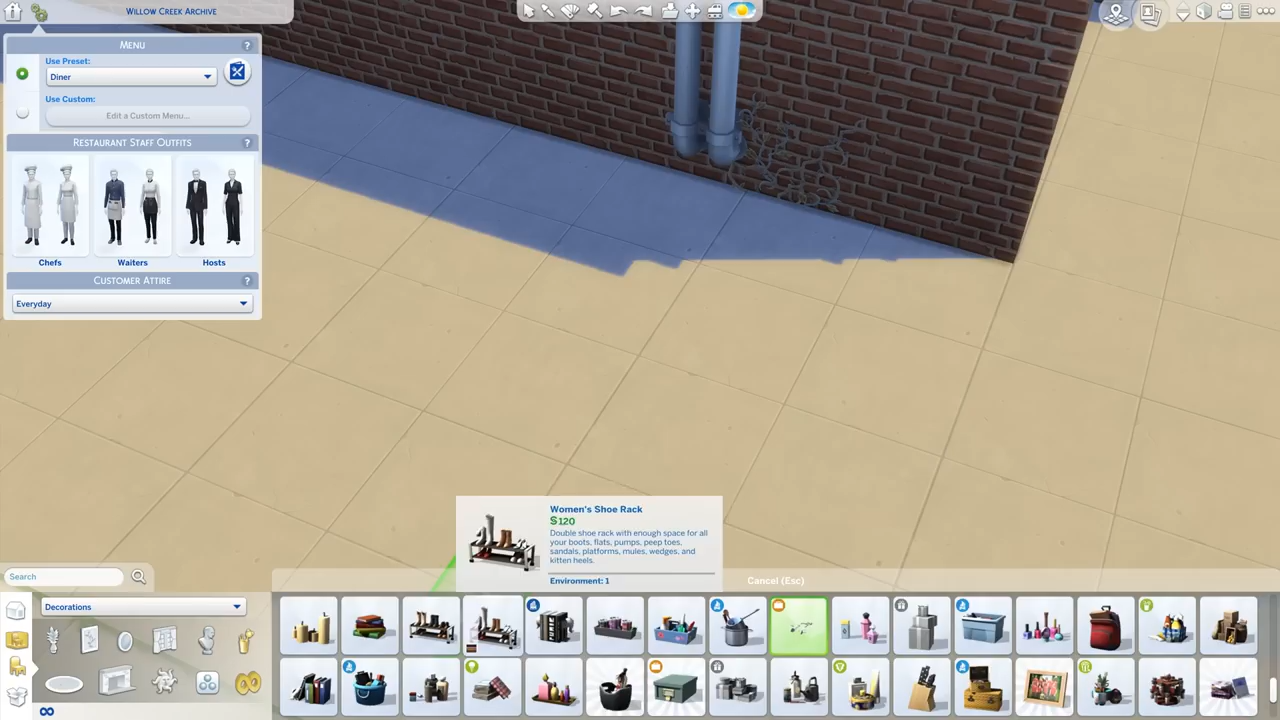 WILLOW CREEK ARCHIVE
MENU
?
Use Preset:
Diner
Use Custom:
Edit a Custom Menu...
RESTAURANT STAFF OUTFITS
?
Chefs
Waiters
Hosts
CUSTOMER ATTIRE
?
Everyday
Women's Shoe Rack
§120
Double shoe rack with enough space for all
your boots, flats, pumps, peep toes,
sandals, platforms, mules, wedges, and
kitten heels.
Environment: 1
Search
Cancel (Esc)
Decorations